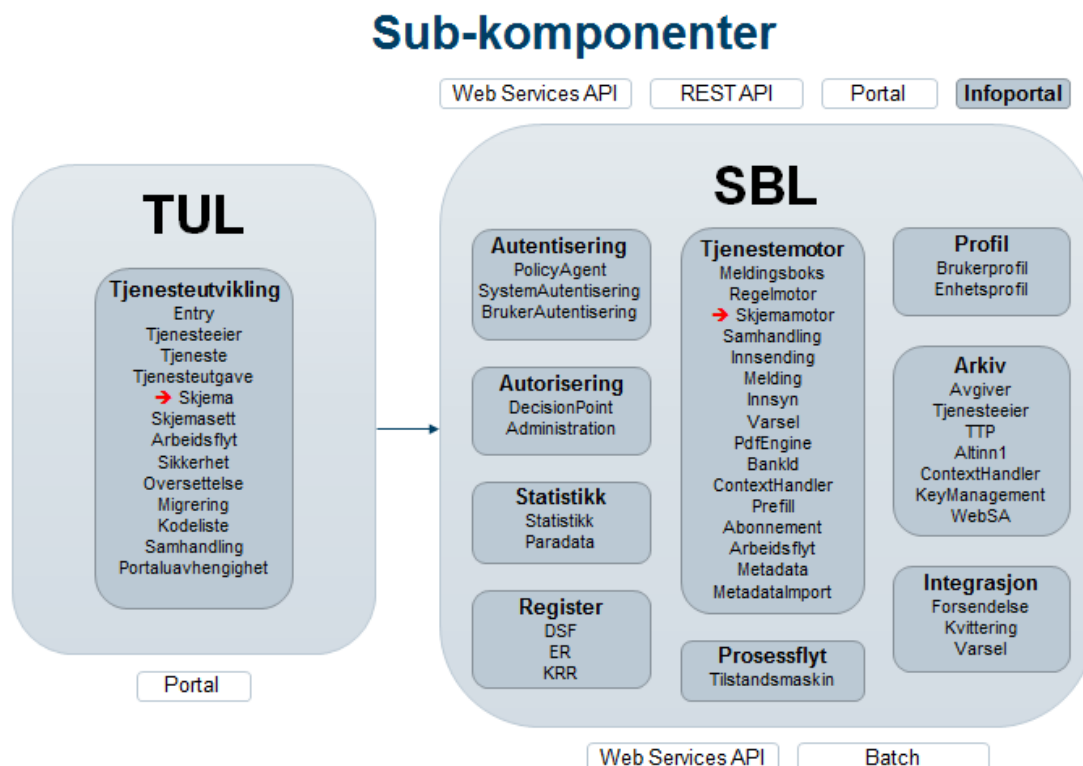 Sub-komponenter
Web Services API
REST API
Portal
Infoportal
TUL
Tjenesteutvikling
Entry
Tjenesteeier
Tjeneste
Tjenesteutgave
➔ Skjema
Skjemasett
Arbeidsflyt
Sikkerhet
Oversettelse
Migrering
Kodeliste
Samhandling
Portaluavhengighet
Portal
SBL
Autentisering
PolicyAgent
SystemAutentisering
BrukerAutentisering
Autorisering
DecisionPoint
Administration
Statistikk
Statistikk
Paradata
Register
DSF
ER
KRR
Tjenestemotor
Meldingsboks
Regelmotor
➔ Skjemamotor
Samhandling
Innsending
Melding
Innsyn
Varsel
PdfEngine
BankId
ContextHandler
Prefill
Abonnement
Arbeidsflyt
Metadata
MetadataImport
Prosessflyt
Tilstandsmaskin
Profil
Brukerprofil
Enhetsprofil
Arkiv
Avgiver
Tjenesteeier
TTP
Altinn1
ContextHandler
KeyManagement
WebSA
Integrasjon
Forsendelse
Kvittering
Varsel
Web Services API
Batch